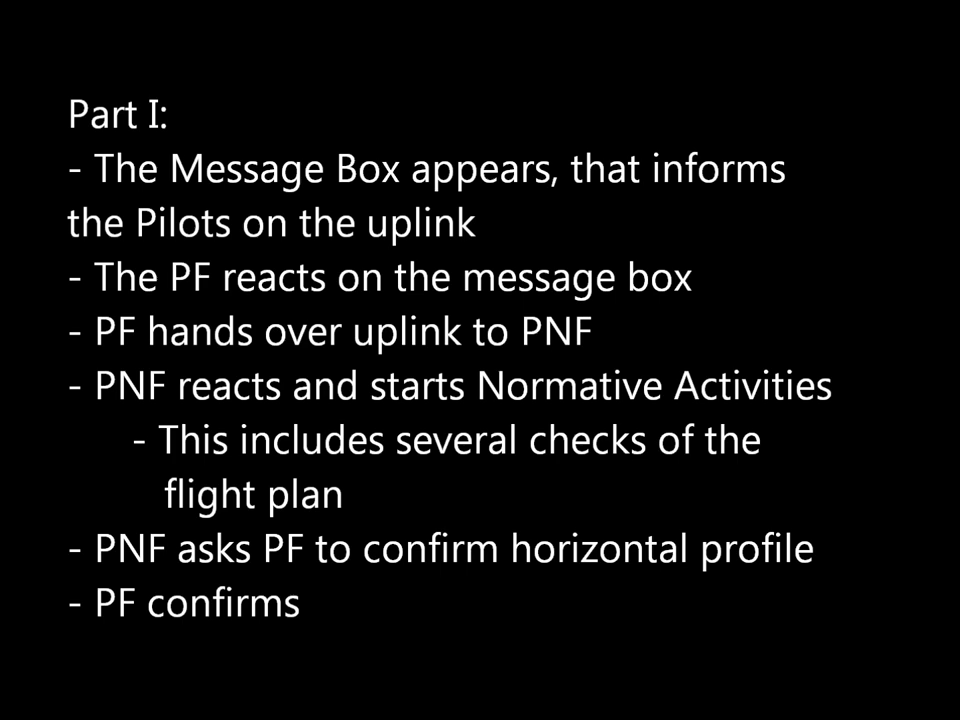 Part I:
- The Message Box appears, that informs
the Pilots on the uplink
- The PF reacts on the message box
- PF hands over uplink to PNF
- PNF reacts and starts Normative Activities
- This includes several checks of the
flight plan
- PNF asks PF to confirm horizontal profile
- PF confirms